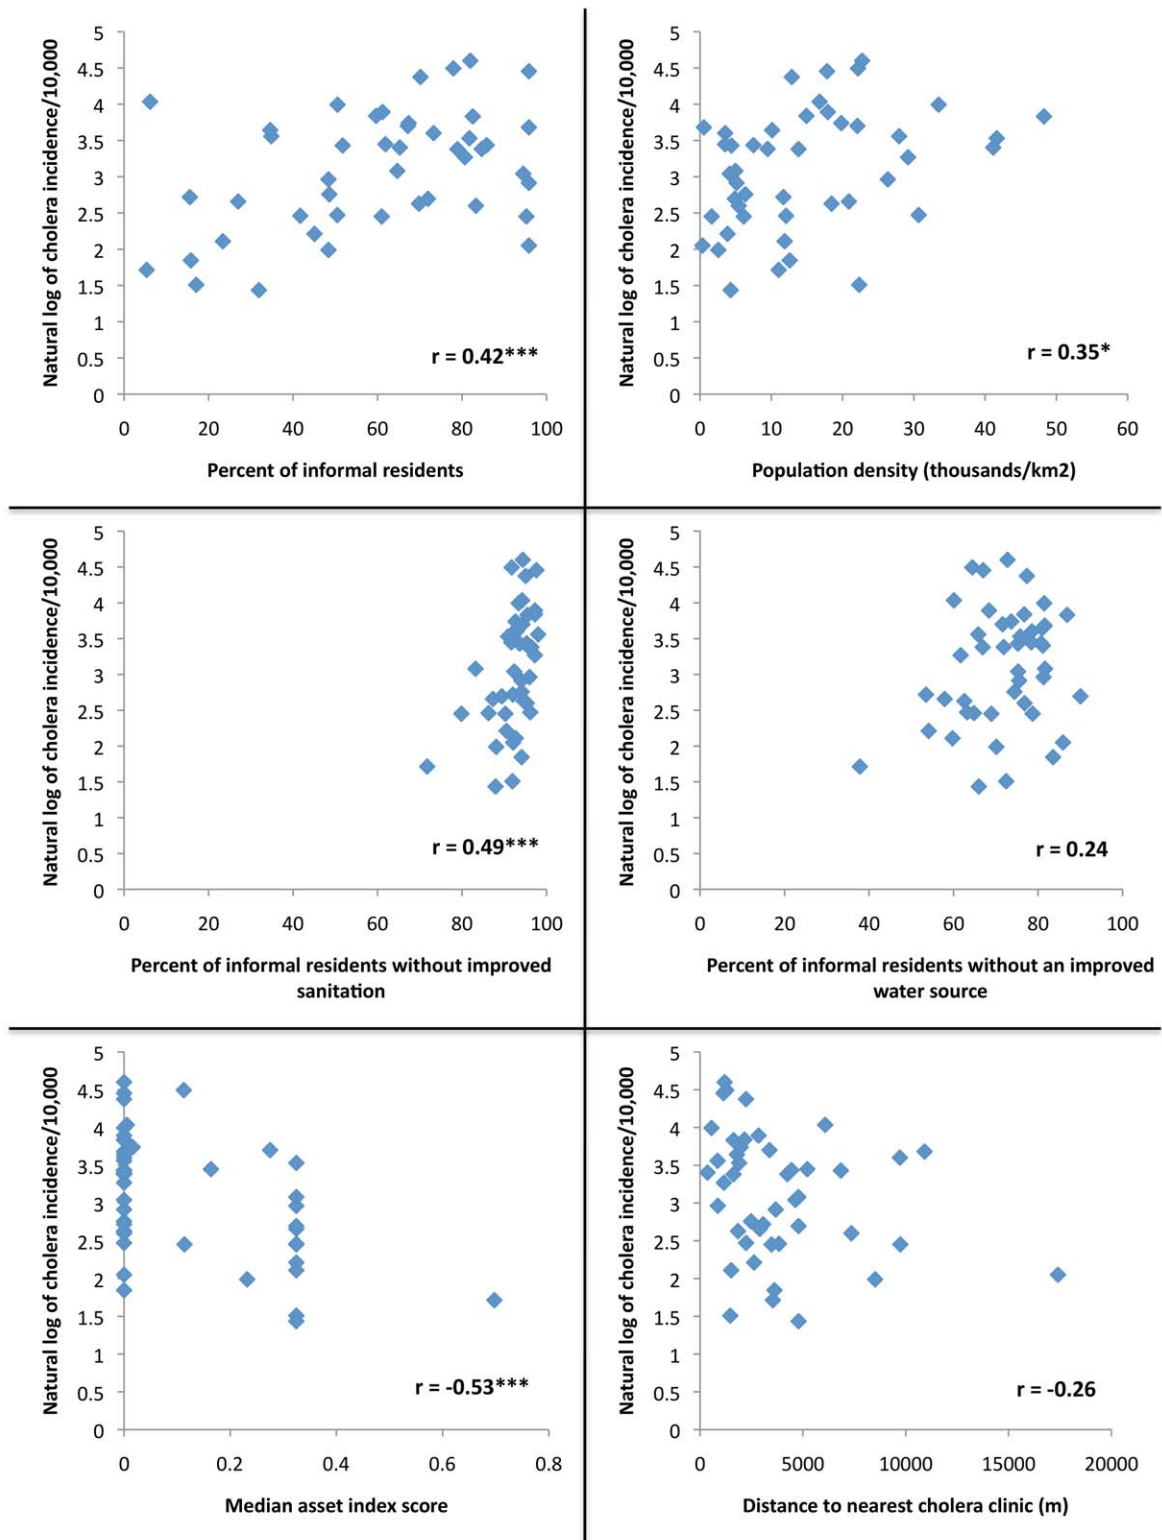 Natural log of cholera incidence/10,000
5
4.5
4
3.5
3
2.5
2
1.5
1
0.5
0
r = 0.42***
0 20 40 60 80 100
Percent of informal residents
Natural log of cholera incidence/10,000
5
4.5
4
3.5
3
2.5
2
1.5
1
0.5
0
r = 0.35*
0 10 20 30 40 50 60
Population density (thousands/km2)
Natural log of cholera incidence/10,000
5
4.5
4
3.5
3
2.5
2
1.5
1
0.5
0
r = 0.49***
0 20 40 60 80 100
Percent of informal residents without improved
sanitation
Natural log of cholera incidence/10,000
5
4.5
4
3.5
3
2.5
2
1.5
1
0.5
0
r = 0.24
0 20 40 60 80 100
Percent of informal residents without an improved
water source
Natural log of cholera incidence/10,000
5
4.5
4
3.5
3
2.5
2
1.5
1
0.5
0
r = -0.53***
0 0.2 0.4 0.6 0.8
Median asset index score
Natural log of cholera incidence/10,000
5
4.5
4
3.5
3
2.5
2
1.5
1
0.5
0
r = -0.26
0 5000 10000 15000 20000
Distance to nearest cholera clinic (m)